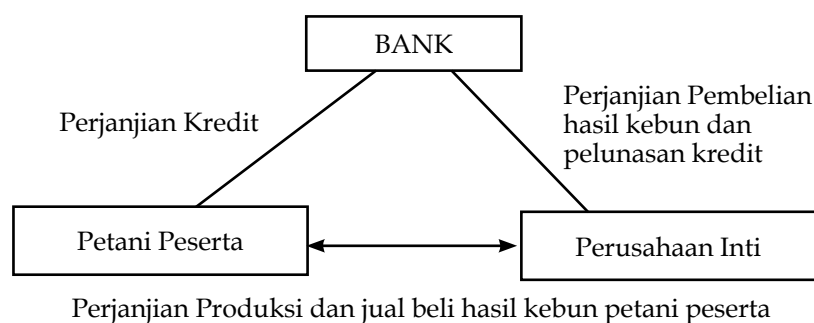 BANK
Perjanjian Kredit
Perjanjian Pembelian
hasil kebun dan
pelunasan kredit
Petani Peserta
Perusahaan Inti
Perjanjian Produksi dan jual beli hasil kebun petani peserta